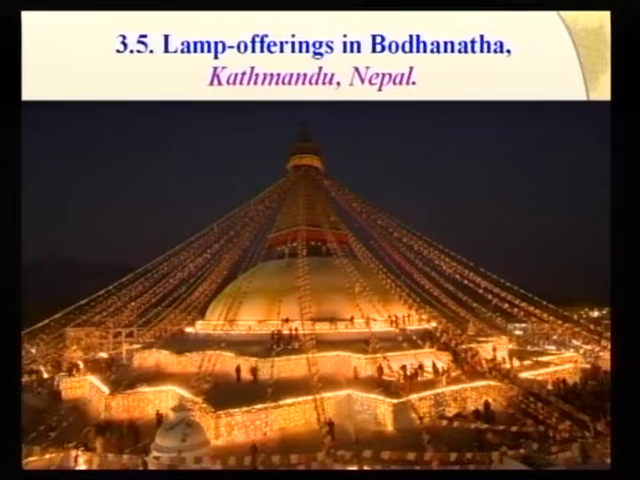 3.5. Lamp-offerings in Bodhanatha,
Kathmandu, Nepal.